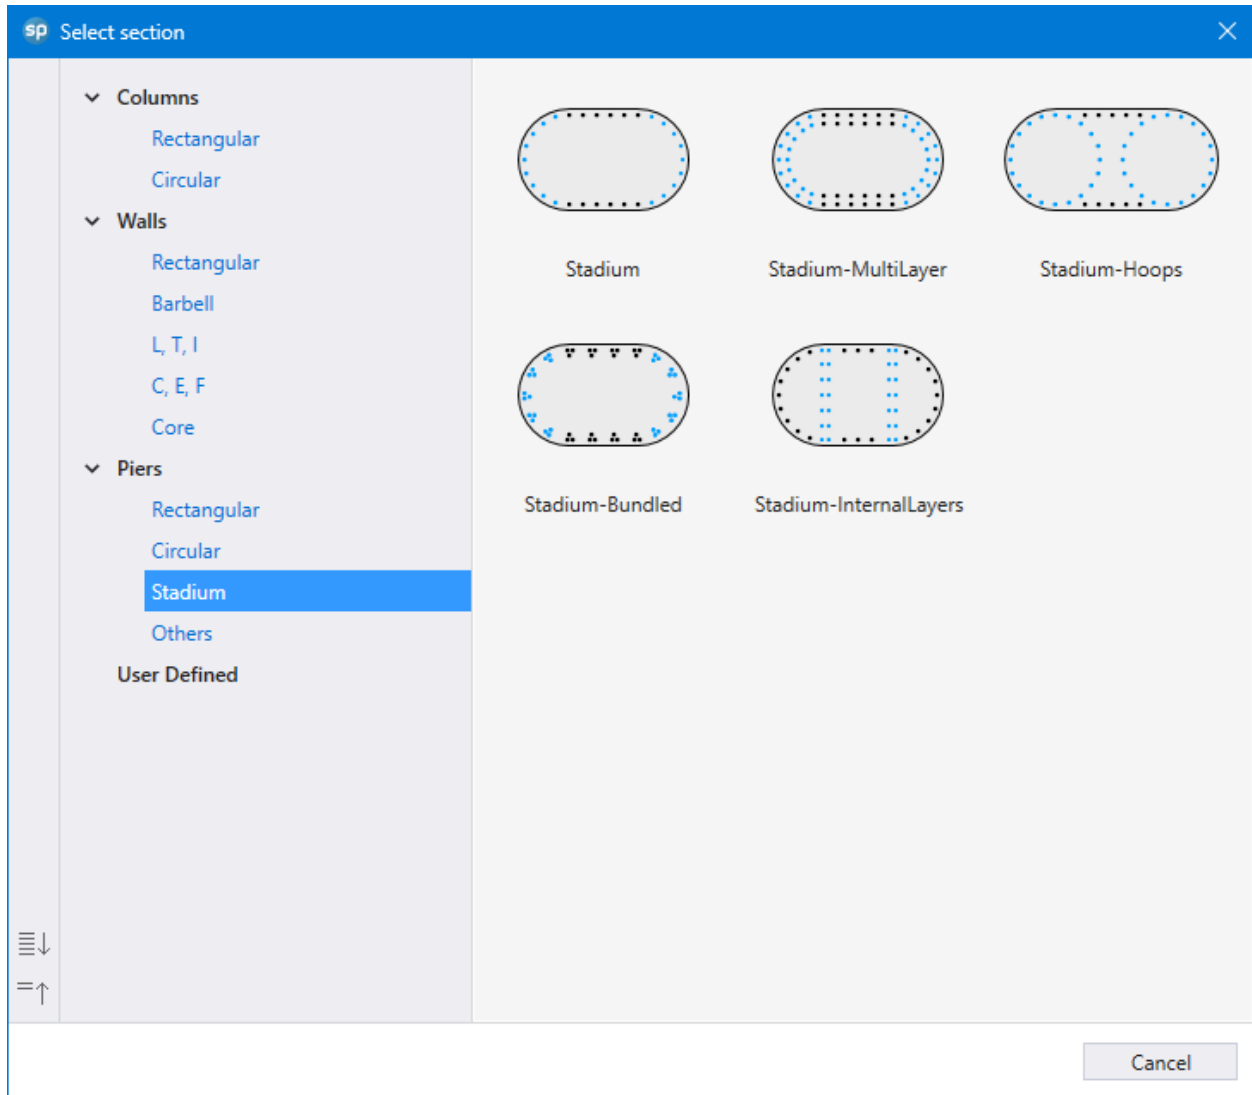 sp Select section
Columns
Rectangular
Circular
Walls
Rectangular
Barbell
L, T, I
C, E, F
Core
Piers
Rectangular
Circular
Stadium
Others
User Defined
Stadium
Stadium-MultiLayer
Stadium-Hoops
Stadium-Bundled
Stadium-InternalLayers
Cancel